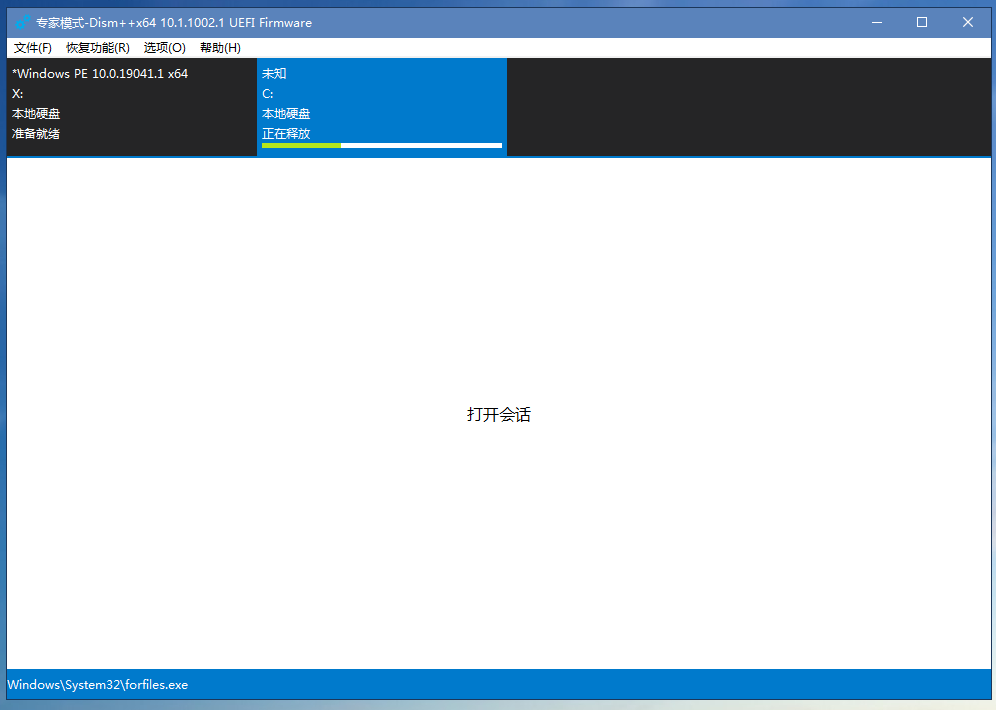 专家模式-Dism++x64 10.1.1002.1 UEFI Firmware
文件(F) 恢复功能(R) 选项(O) 帮助(H)
*Windows PE 10.0.19041.1 x64
X:
本地硬盘
准备就绪
未知
C:
本地硬盘
正在释放
打开会话
Windows\System32\forfiles.exe